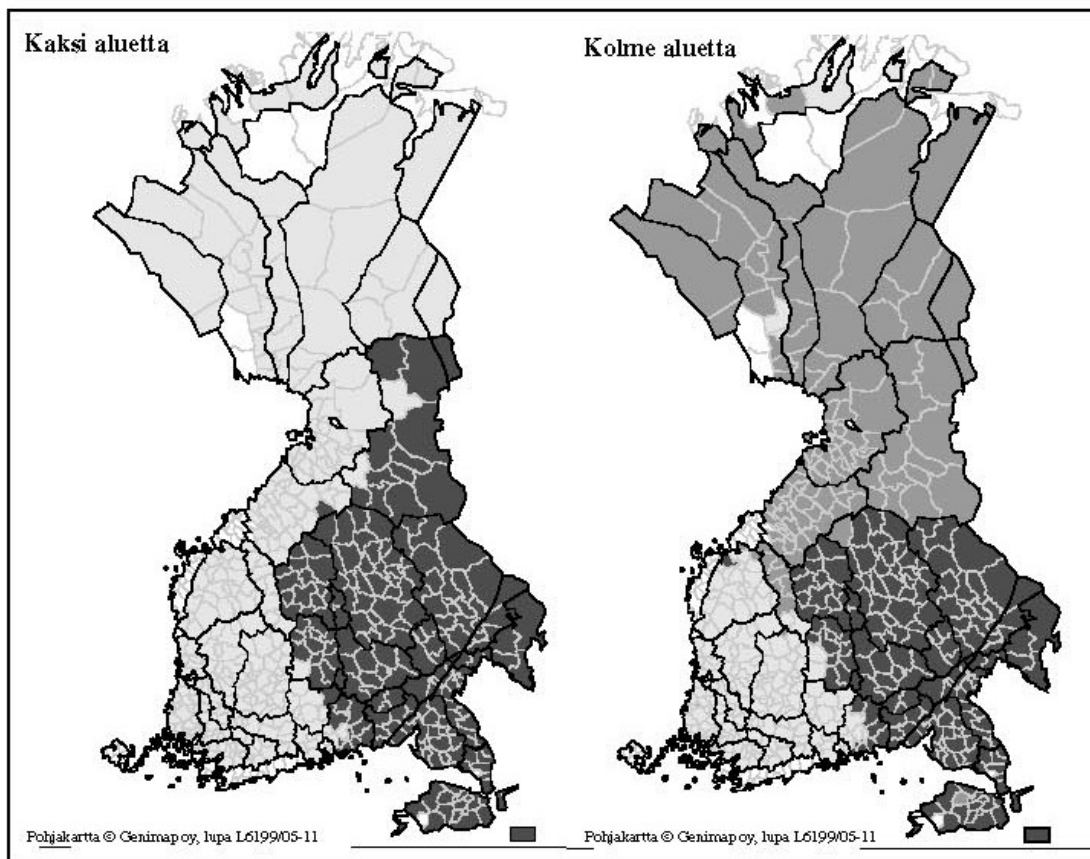 Kaksi aluetta
Kolme aluetta
Pohjakartta © Genimap oy, lupa L6199/05-11
Pohjakartta © Genimap oy, lupa L6199/05-11